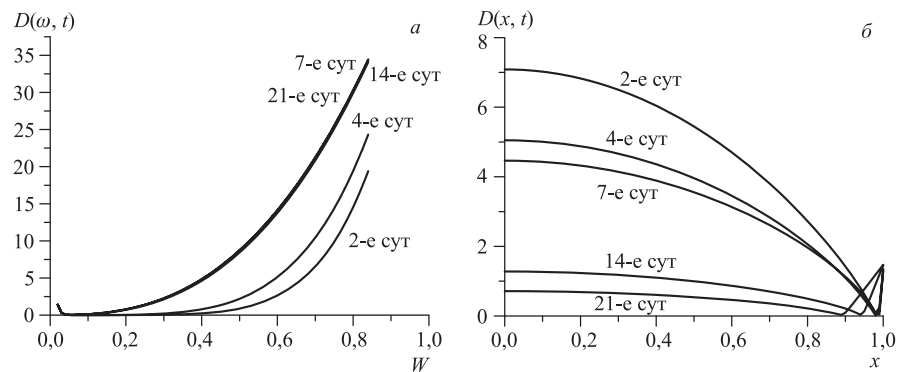 D(ω, t) а
35
30
25
20
15
10
5
0
7-е сут
14-е сут
21-е сут
4-е сут
2-е сут
0 0,2 0,4 0,6 0,8 1,0
W
D(x, t) б
8
6
4
2
0
2-е сут
4-е сут
7-е сут
14-е сут
21-е сут
0,0 0,2 0,4 0,6 0,8 1,0
x